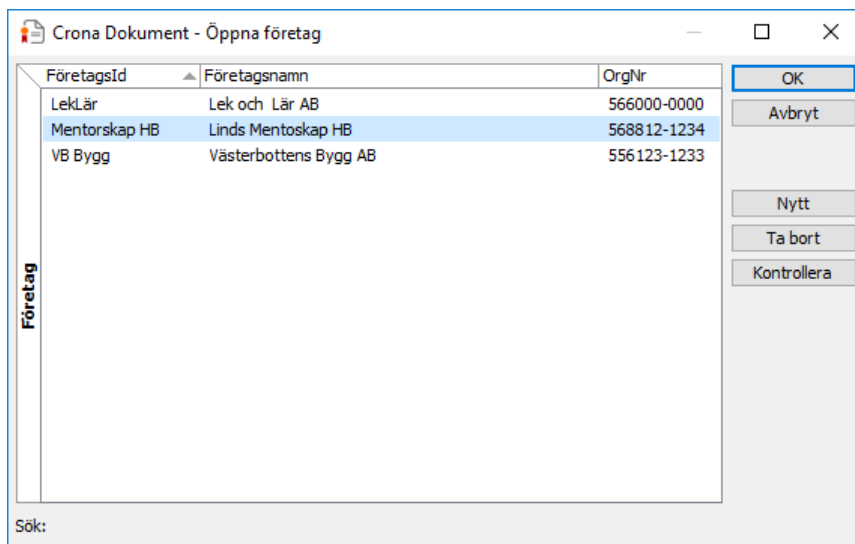 Crona Dokument - Öppna företag
FöretagsId Företagsnamn OrgNr
LekLär Lek och Lär AB 566000-0000
Mentorskap HB Linds Mentoskap HB 568812-1234
VB Bygg Västerbottens Bygg AB 556123-1233
Företag
OK
Avbryt
Nytt
Ta bort
Kontrollera
Sök: